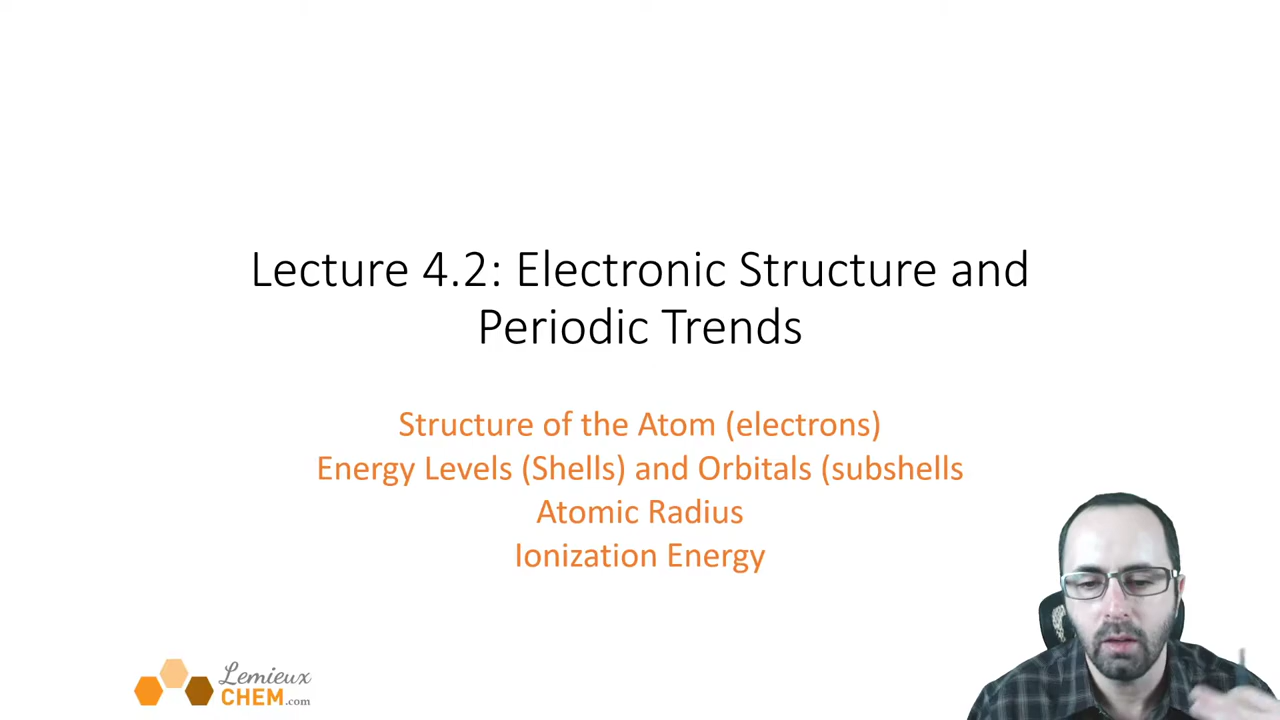 Lecture 4.2: Electronic Structure and
Periodic Trends
Structure of the Atom (electrons)
Energy Levels (Shells) and Orbitals (subshells
Atomic Radius
Ionization Energy
Lemieux
CHEM.com